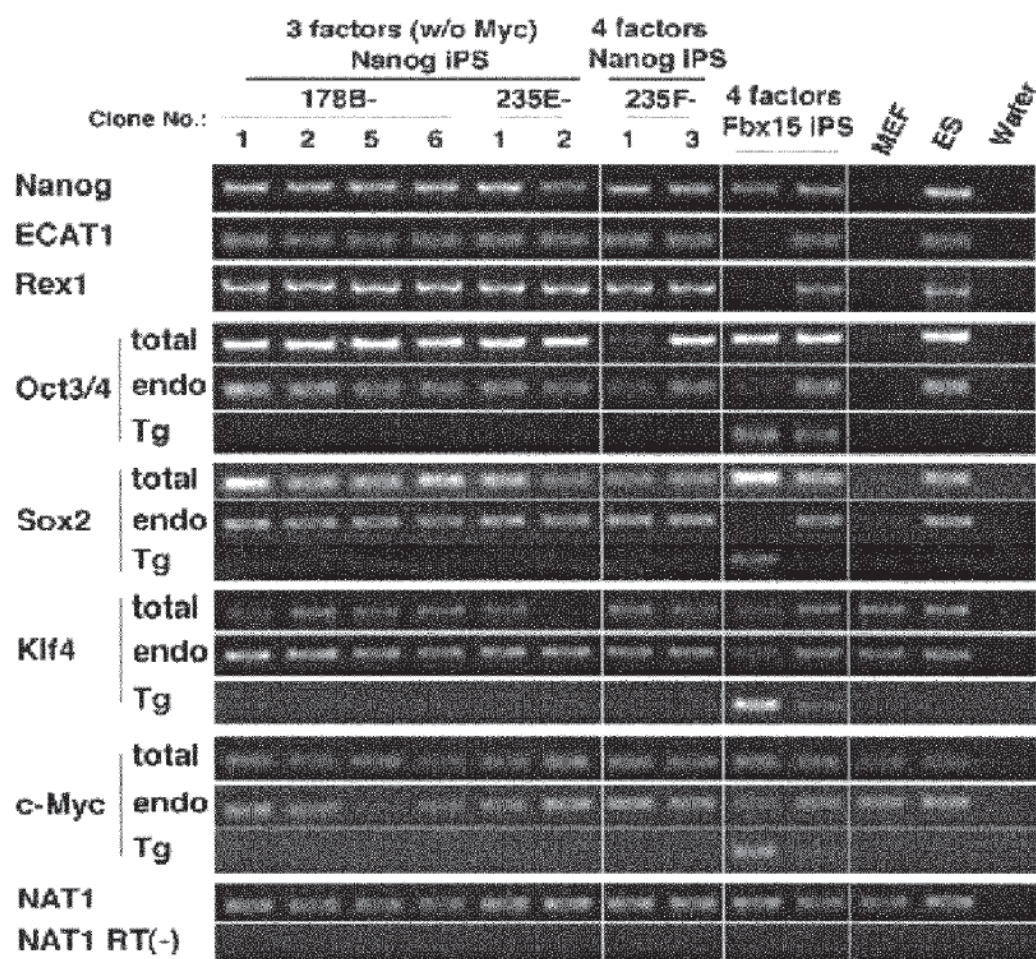 3 factors (w/o Myc) 4 factors
Nanog iPS Nanog iPS
178B- 235E- 235F- 4 factors
Clone No.: Fbx15 iPS MEF ES Water
1 2 5 6 1 2 1 3
Nanog
ECAT1
Rex1
total
Oct3/4 endo
Tg
total
Sox2 endo
Tg
total
Klf4 endo
Tg
total
c-Myc endo
Tg
NAT1
NAT1 RT(-)